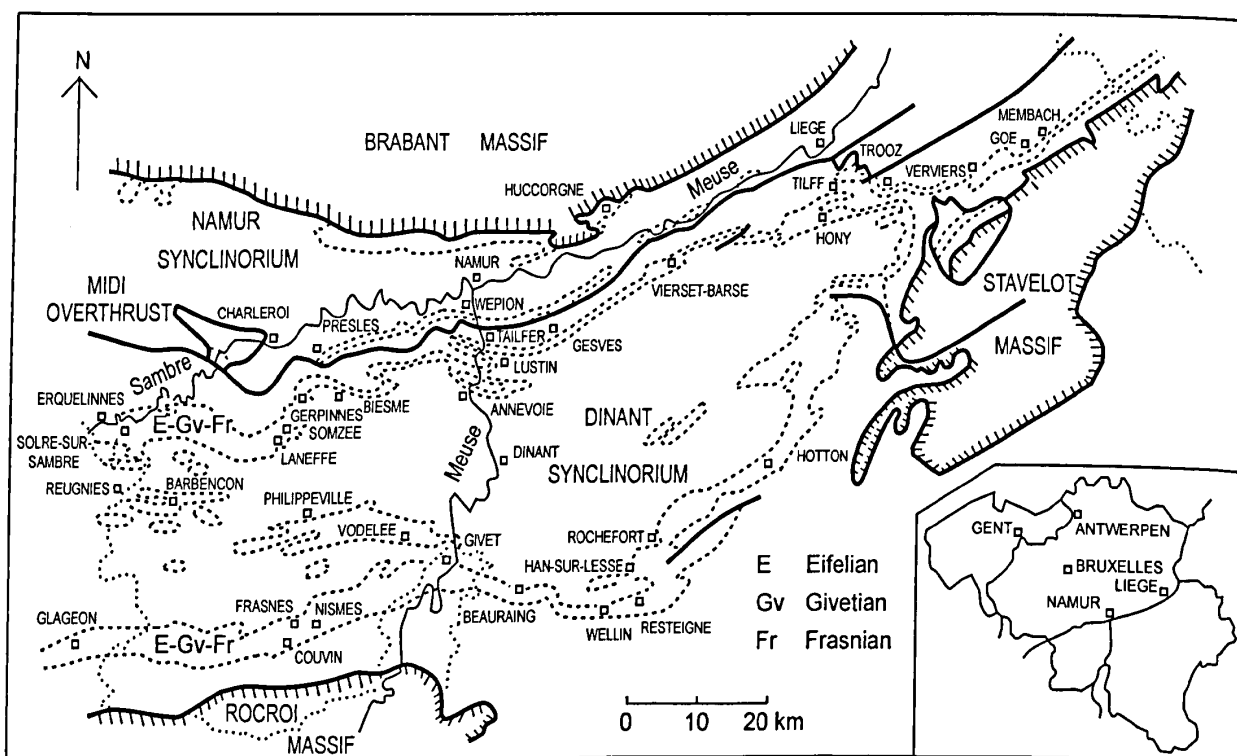 N
BRABANT MASSIF
LIEGE
MEMBACH
GOE
TROOZ
VERVIERS
TILFF
HUCCORGNE
Meuse
NAMUR
SYNCLINORIUM
HONY
NAMUR
VIERSET-BARSE
STAVELOT
MASSIF
MIDI
OVERTHRUST
CHARLEROI
PRESLES
WEPION
TAILFER
GESVES
LUSTIN
Sambre
ERQUELINNES
E-Gv-Fr
GERPINNES
BIESME
ANNEVOIE
SOMZEE
SOLRE-SUR-
SAMBRE
LANEFFE
DINANT
SYNCLINORIUM
Meuse
DINANT
HOTTON
REUGNIES
BARBENCON
PHILIPPEVILLE
VODELEE
GIVET
ROCHEFORT
HAN-SUR-LESSE
FRASNES
NISMES
BEAURAING
WELLIN
RESTEIGNE
GLAGEON
E-Gv-Fr
COUVIN
ROCROI
MASSIF
E Eifelian
Gv Givetian
Fr Frasnian
0 20 km
GENT
ANTWERPEN
BRUXELLES
LIEGE
NAMUR